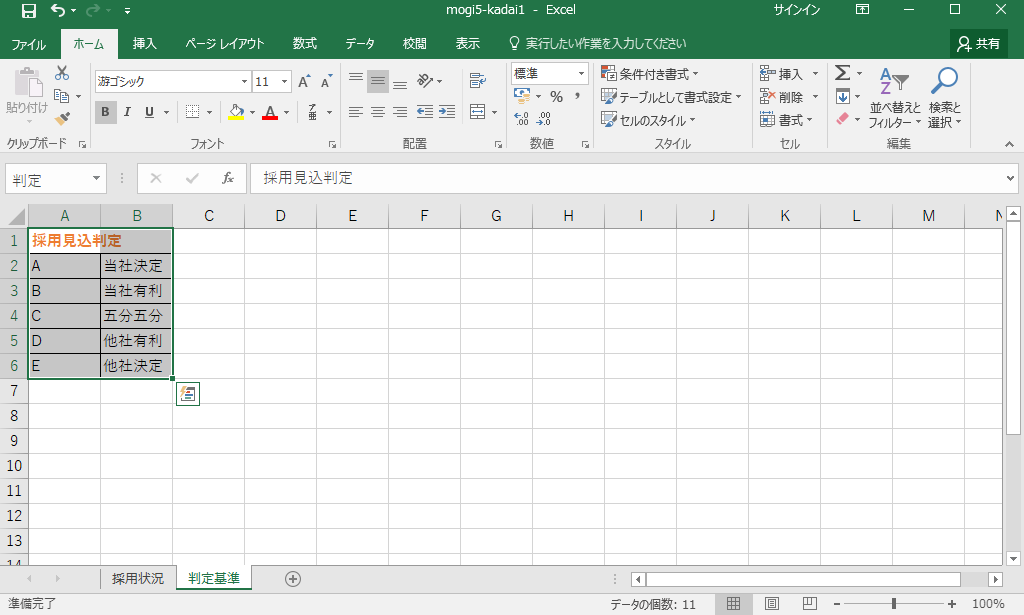 mogi5-kadai1 - Excel
サインイン
ファイル
ホーム
挿入
ページ レイアウト
数式
データ
校閲
表示
実行したい作業を入力してください
共有
貼り付け
クリップボード
游ゴシック
11
B I U
フォント
配置
標準
数値
条件付き書式
テーブルとして書式設定
セルのスタイル
スタイル
挿入
削除
書式
セル
並べ替えと
フィルター
検索と
選択
編集
判定
fx
採用見込判定
A B C D E F G H I J K L M N
1 採用見込判定
2 A 当社決定
3 B 当社有利
4 C 五分五分
5 D 他社有利
6 E 他社決定
7
8
9
10
11
12
13
14
採用状況
判定基準
準備完了
データの個数: 11
100%